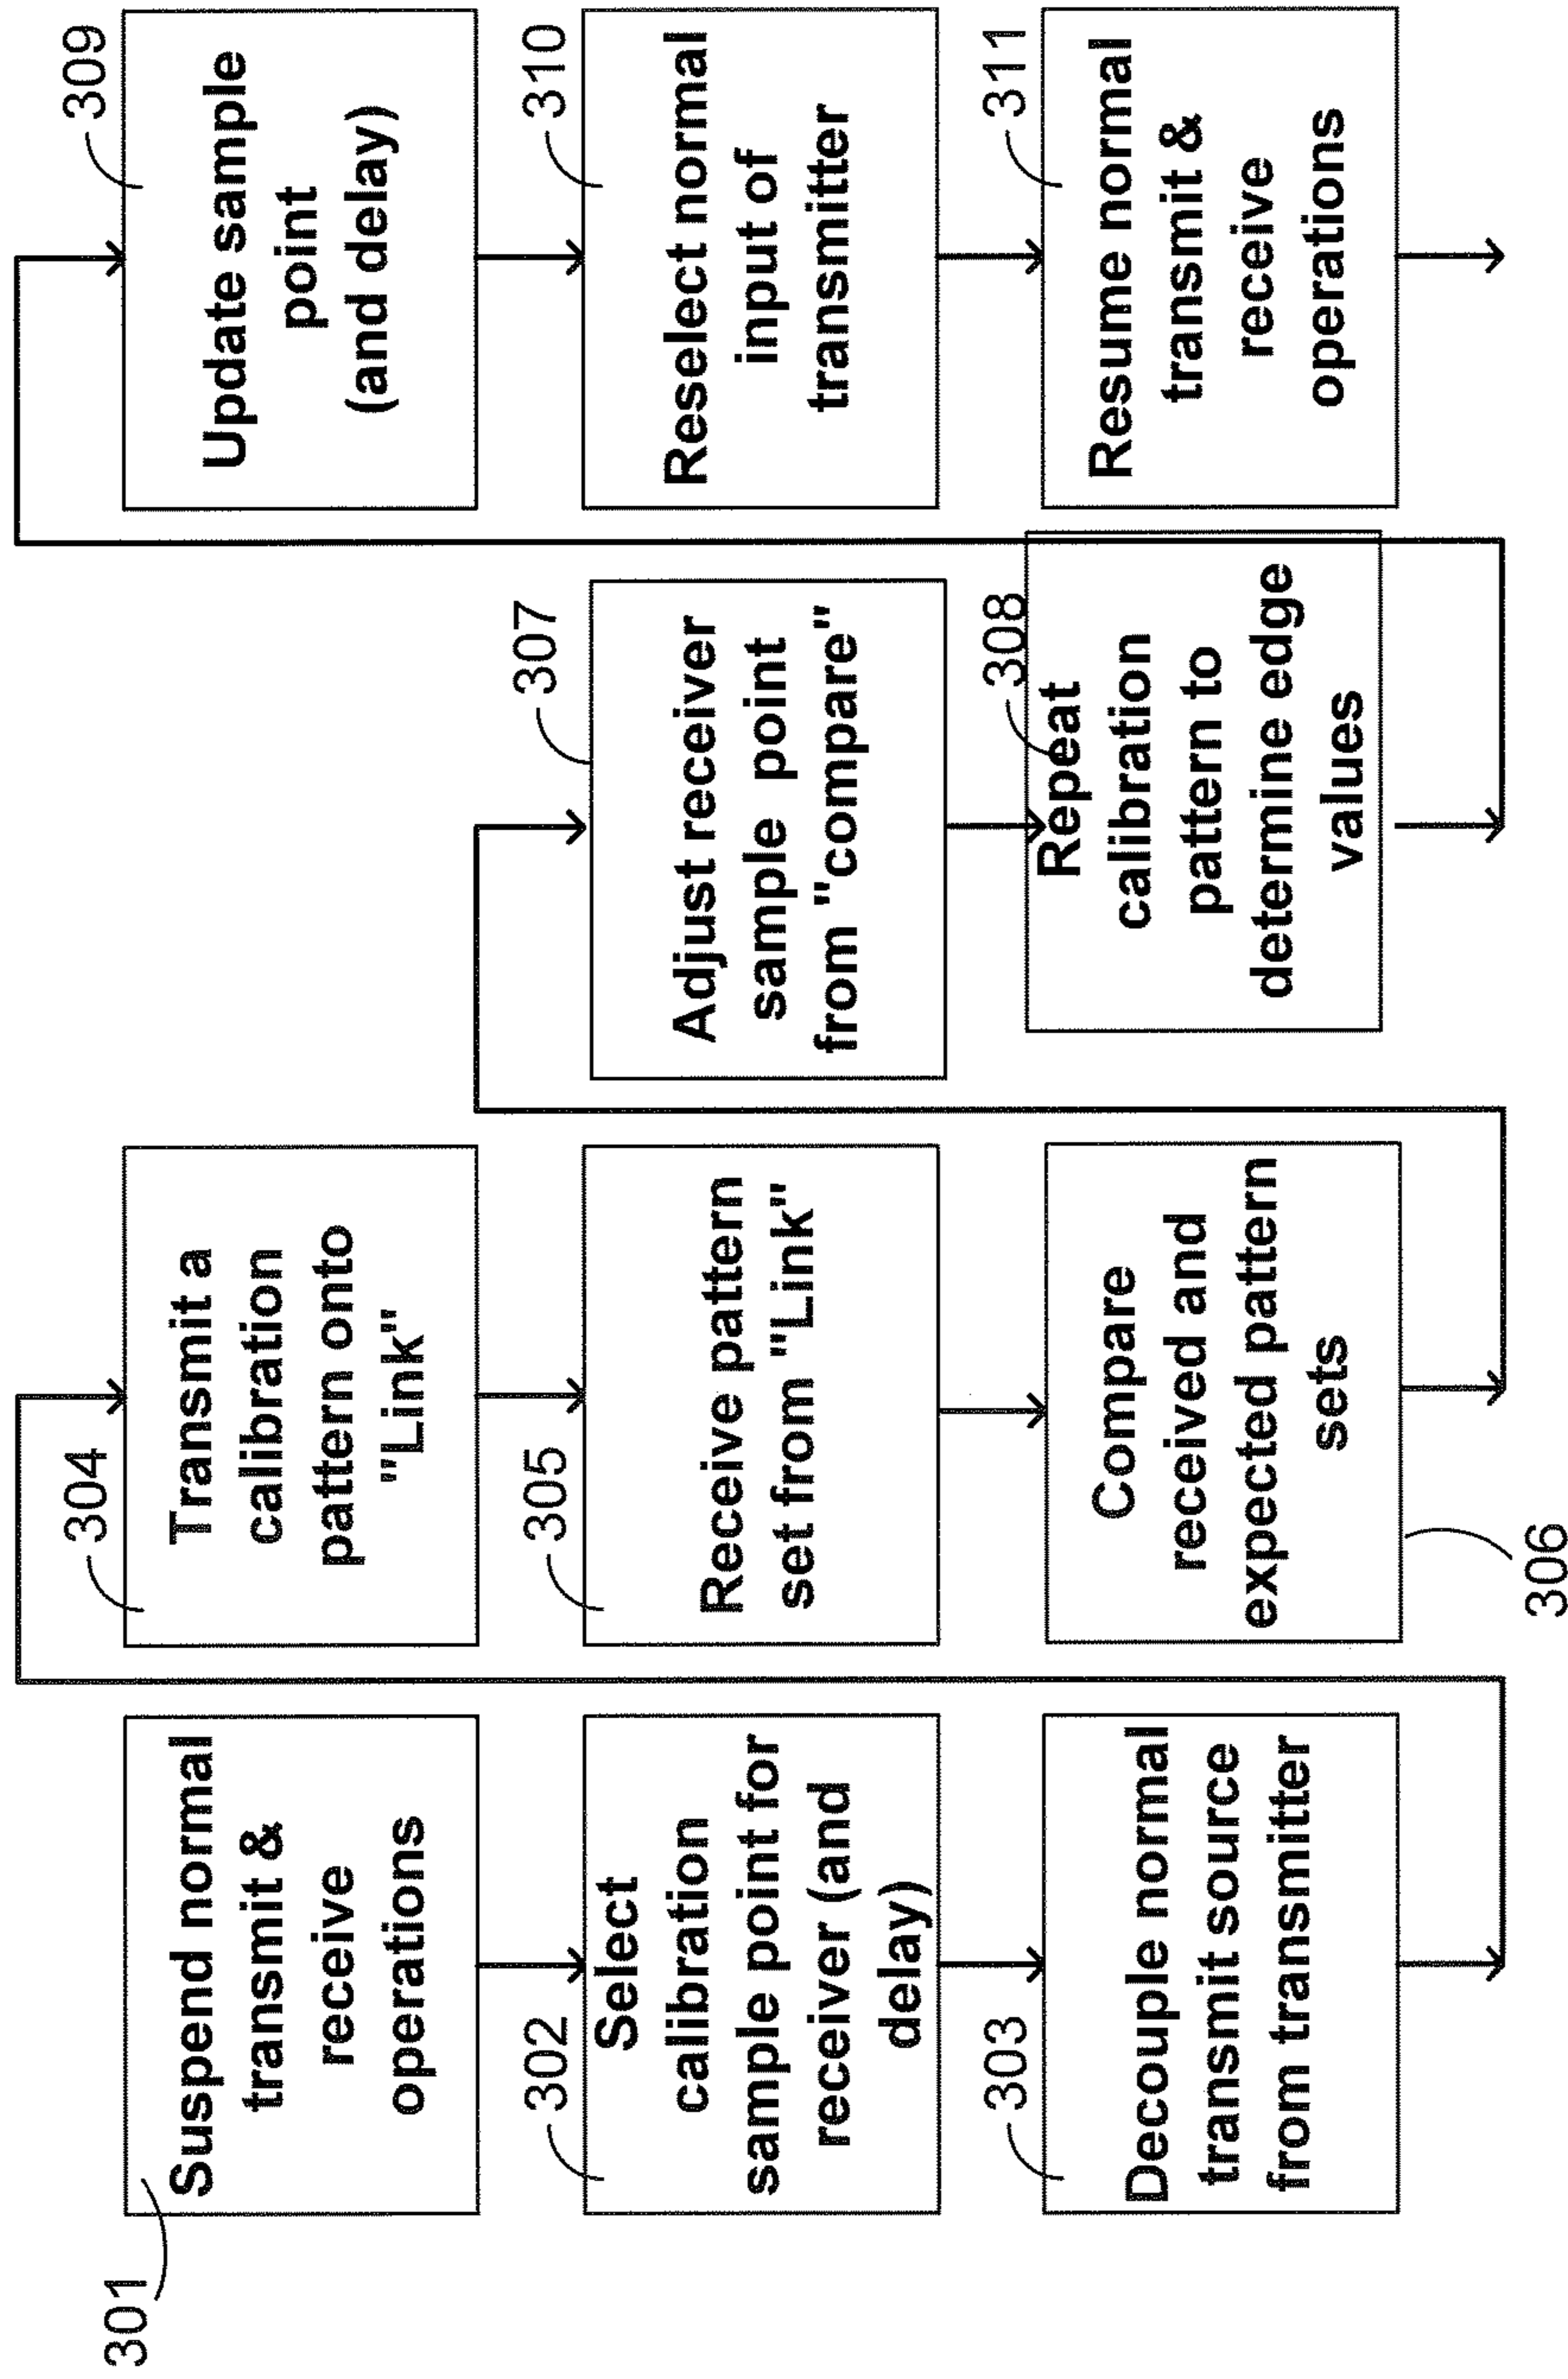 301
Suspend normal
transmit &
receive
operations
302
Select
calibration
sample point for
receiver (and
delay)
303
Decouple normal
transmit source
from transmitter
304
Transmit a
calibration
pattern onto
"Link"
305
Receive pattern
set from "Link"
Compare
received and
expected pattern
sets
306
307
Adjust receiver
sample point
from "compare"
308
Repeat
calibration
pattern to
determine edge
values
309
Update sample
point
(and delay)
310
Reselect normal
input of
transmitter
311
Resume normal
transmit &
receive
operations